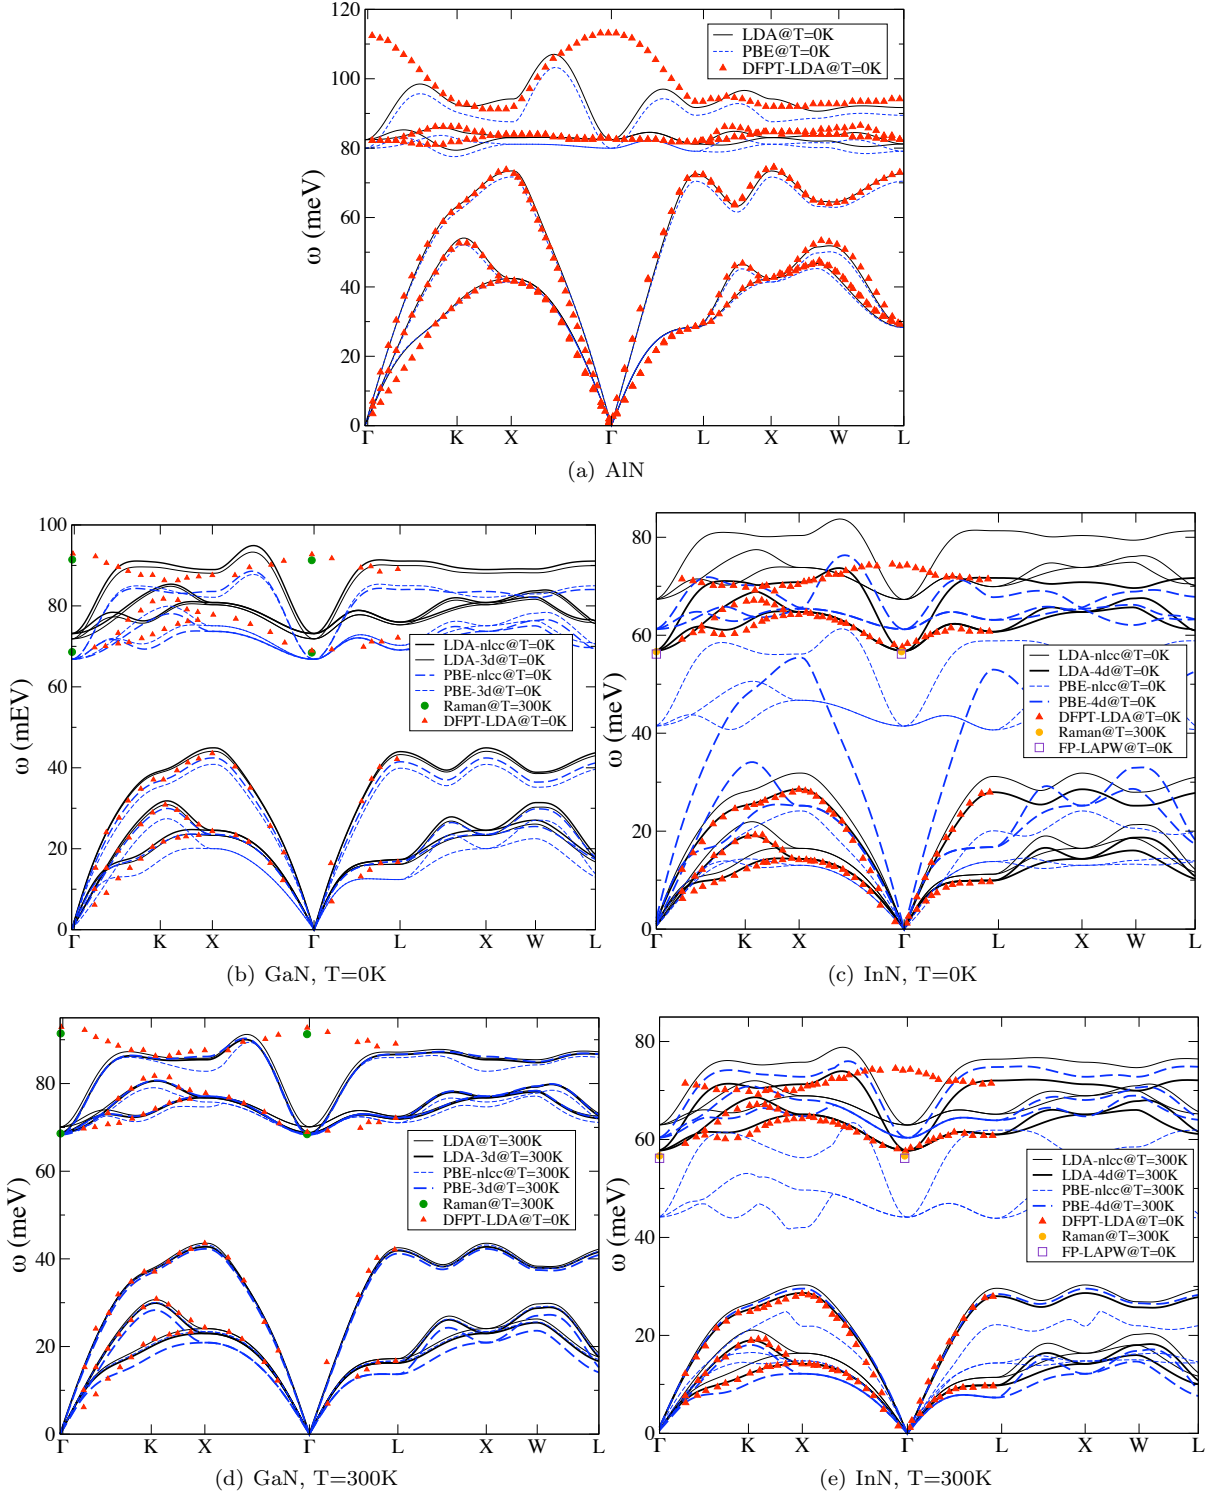 120
100
80
60
40
20
0
ω (meV)
LDA@T=0K
PBE@T=0K
DFPT-LDA@T=0K
Γ K X Γ L X W L
(a) AlN
100
80
60
40
20
0
ω (mEV)
LDA-nlcc@T=0K
LDA-3d@T=0K
PBE-nlcc@T=0K
PBE-3d@T=0K
Raman@T=300K
DFPT-LDA@T=0K
Γ K X Γ L X W L
(b) GaN, T=0K
80
60
40
20
0
ω (meV)
LDA-nlcc@T=0K
LDA-4d@T=0K
PBE-nlcc@T=0K
PBE-4d@T=0K
DFPT-LDA@T=0K
Raman@T=300K
FP-LAPW@T=0K
Γ K X Γ L X W L
(c) InN, T=0K
80
60
40
20
0
ω (meV)
LDA@T=300K
LDA-3d@T=300K
PBE-nlcc@T=300K
PBE-3d@T=300K
Raman@T=300K
DFPT-LDA@T=0K
Γ K X Γ L X W L
(d) GaN, T=300K
80
60
40
20
0
ω (meV)
LDA-nlcc@T=300K
LDA-4d@T=300K
PBE-nlcc@T=300K
PBE-4d@T=300K
DFPT-LDA@T=0K
Raman@T=300K
FP-LAPW@T=0K
Γ K X Γ L X W L
(e) InN, T=300K